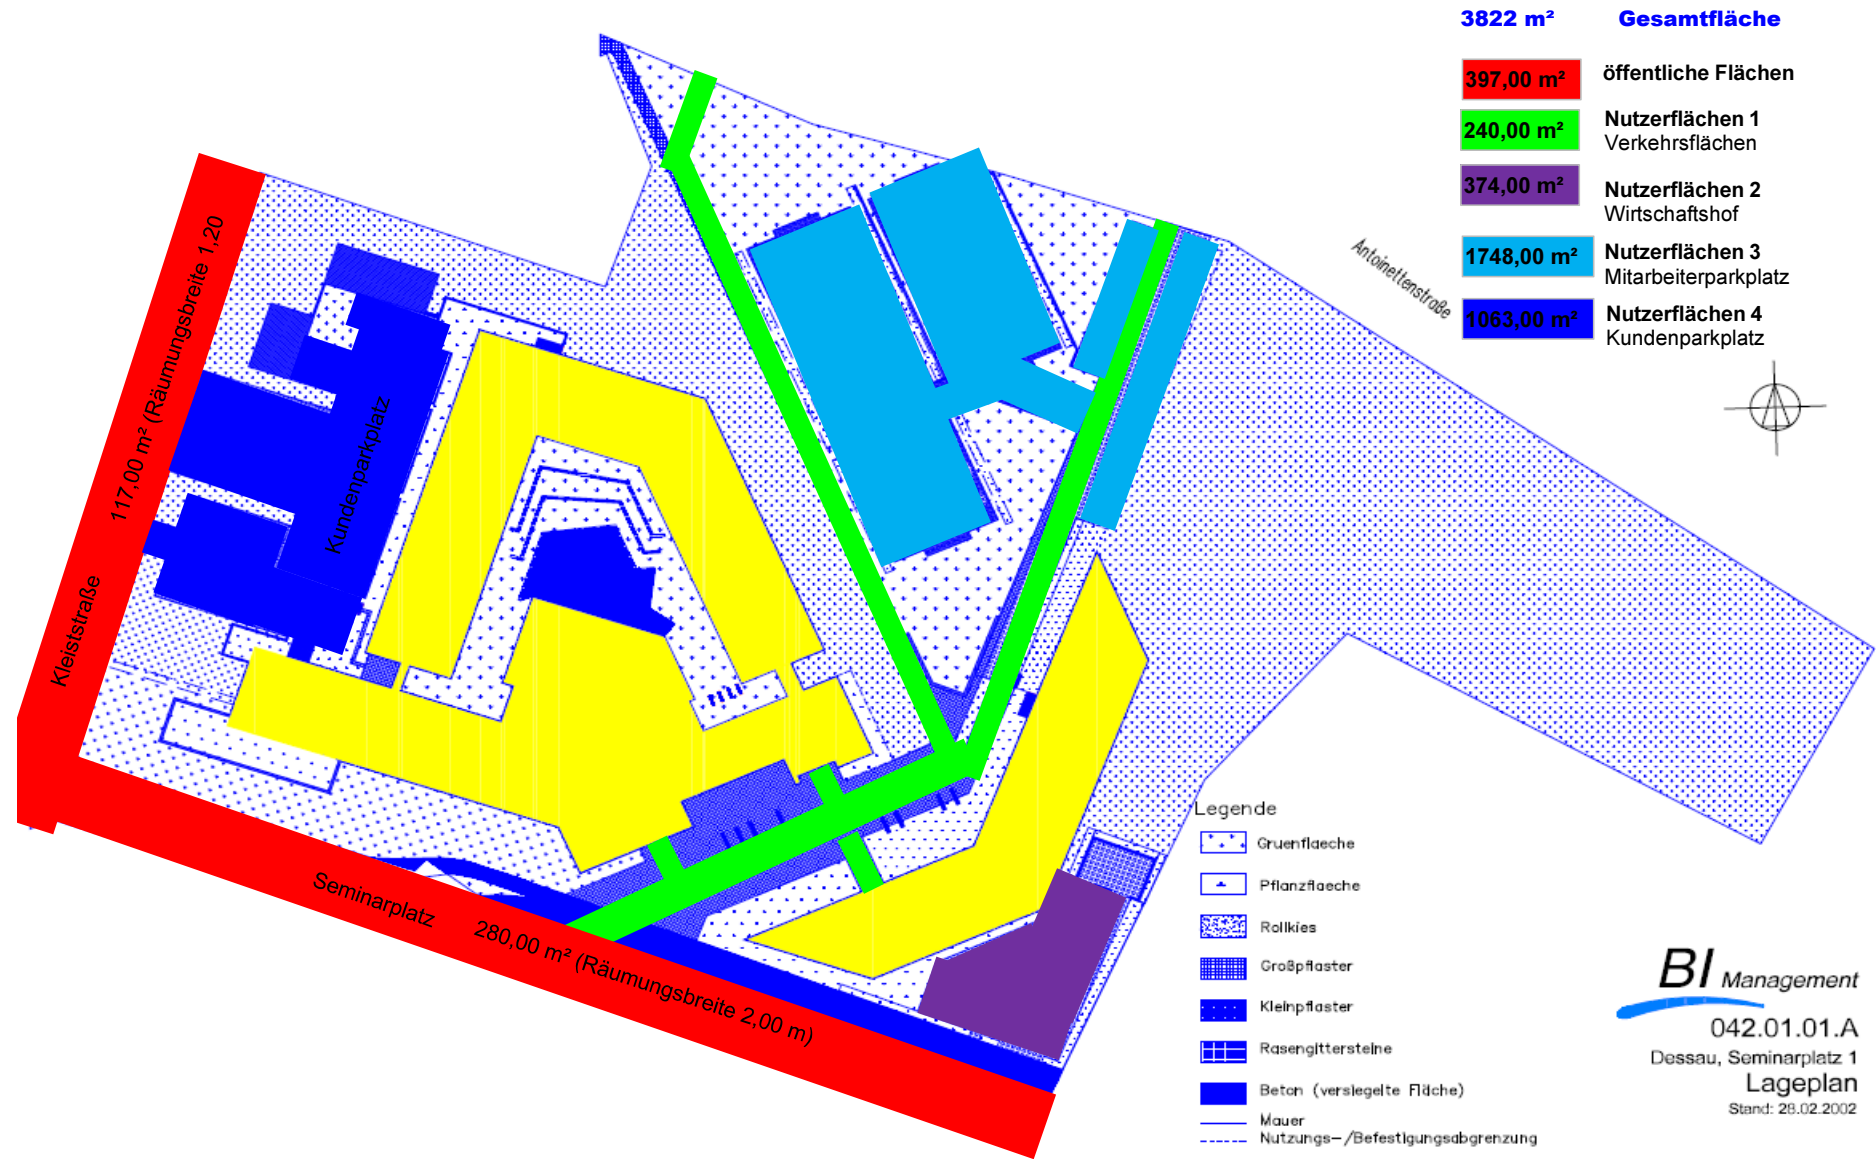 3822 m² Gesamtfläche
397,00 m² öffentliche Flächen
240,00 m² Nutzerflächen 1
Verkehrsflächen
374,00 m² Nutzerflächen 2
Wirtschaftshof
1748,00 m² Nutzerflächen 3
Mitarbeiterparkplatz
1063,00 m² Nutzerflächen 4
Kundenparkplatz
Antoinettenstraße
117,00 m² (Räumungsbreite 1,20
Kleiststraße
Kundenparkplatz
Seminarplatz
280,00 m² (Räumungsbreite 2,00 m)
Legende
Gruenflaeche
Pflanzflaeche
Rollkies
Großpflaster
Kleinpflaster
Rasengittersteine
Beton (versiegelte Fläche)
Mauer
Nutzungs-/Befestigungsabgrenzung
BI Management
042.01.01.A
Dessau, Seminarplatz 1
Lageplan
Stand: 28.02.2002